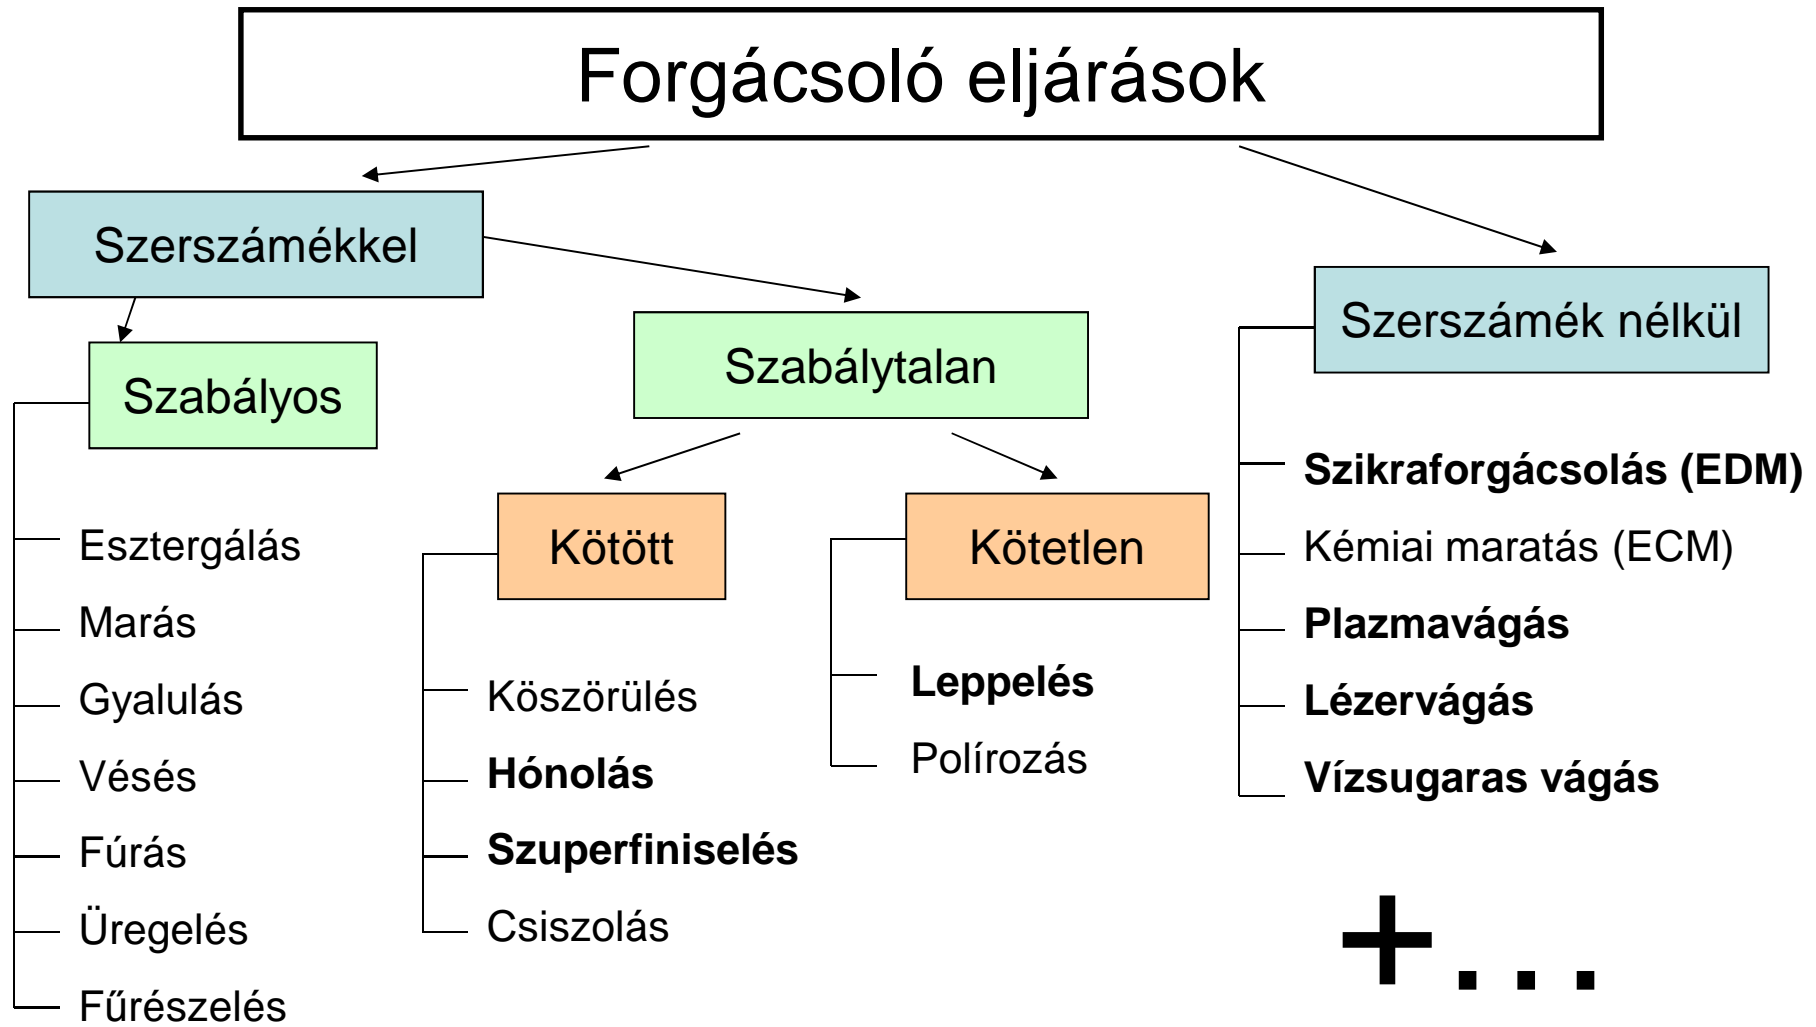 Forgácsoló eljárások
Szerszámékkel
Szabályos
Esztergálás
Marás
Gyalulás
Vésés
Fúrás
Üregelés
Fűrészelés
Szabálytalan
Kötött
Köszörülés
Hónolás
Szuperfiniselés
Csiszolás
Kötetlen
Leppelés
Polírozás
Szerszámék nélkül
Szikraforgácsolás (EDM)
Kémiai maratás (ECM)
Plazmavágás
Lézervágás
Vízsugaras vágás
+...